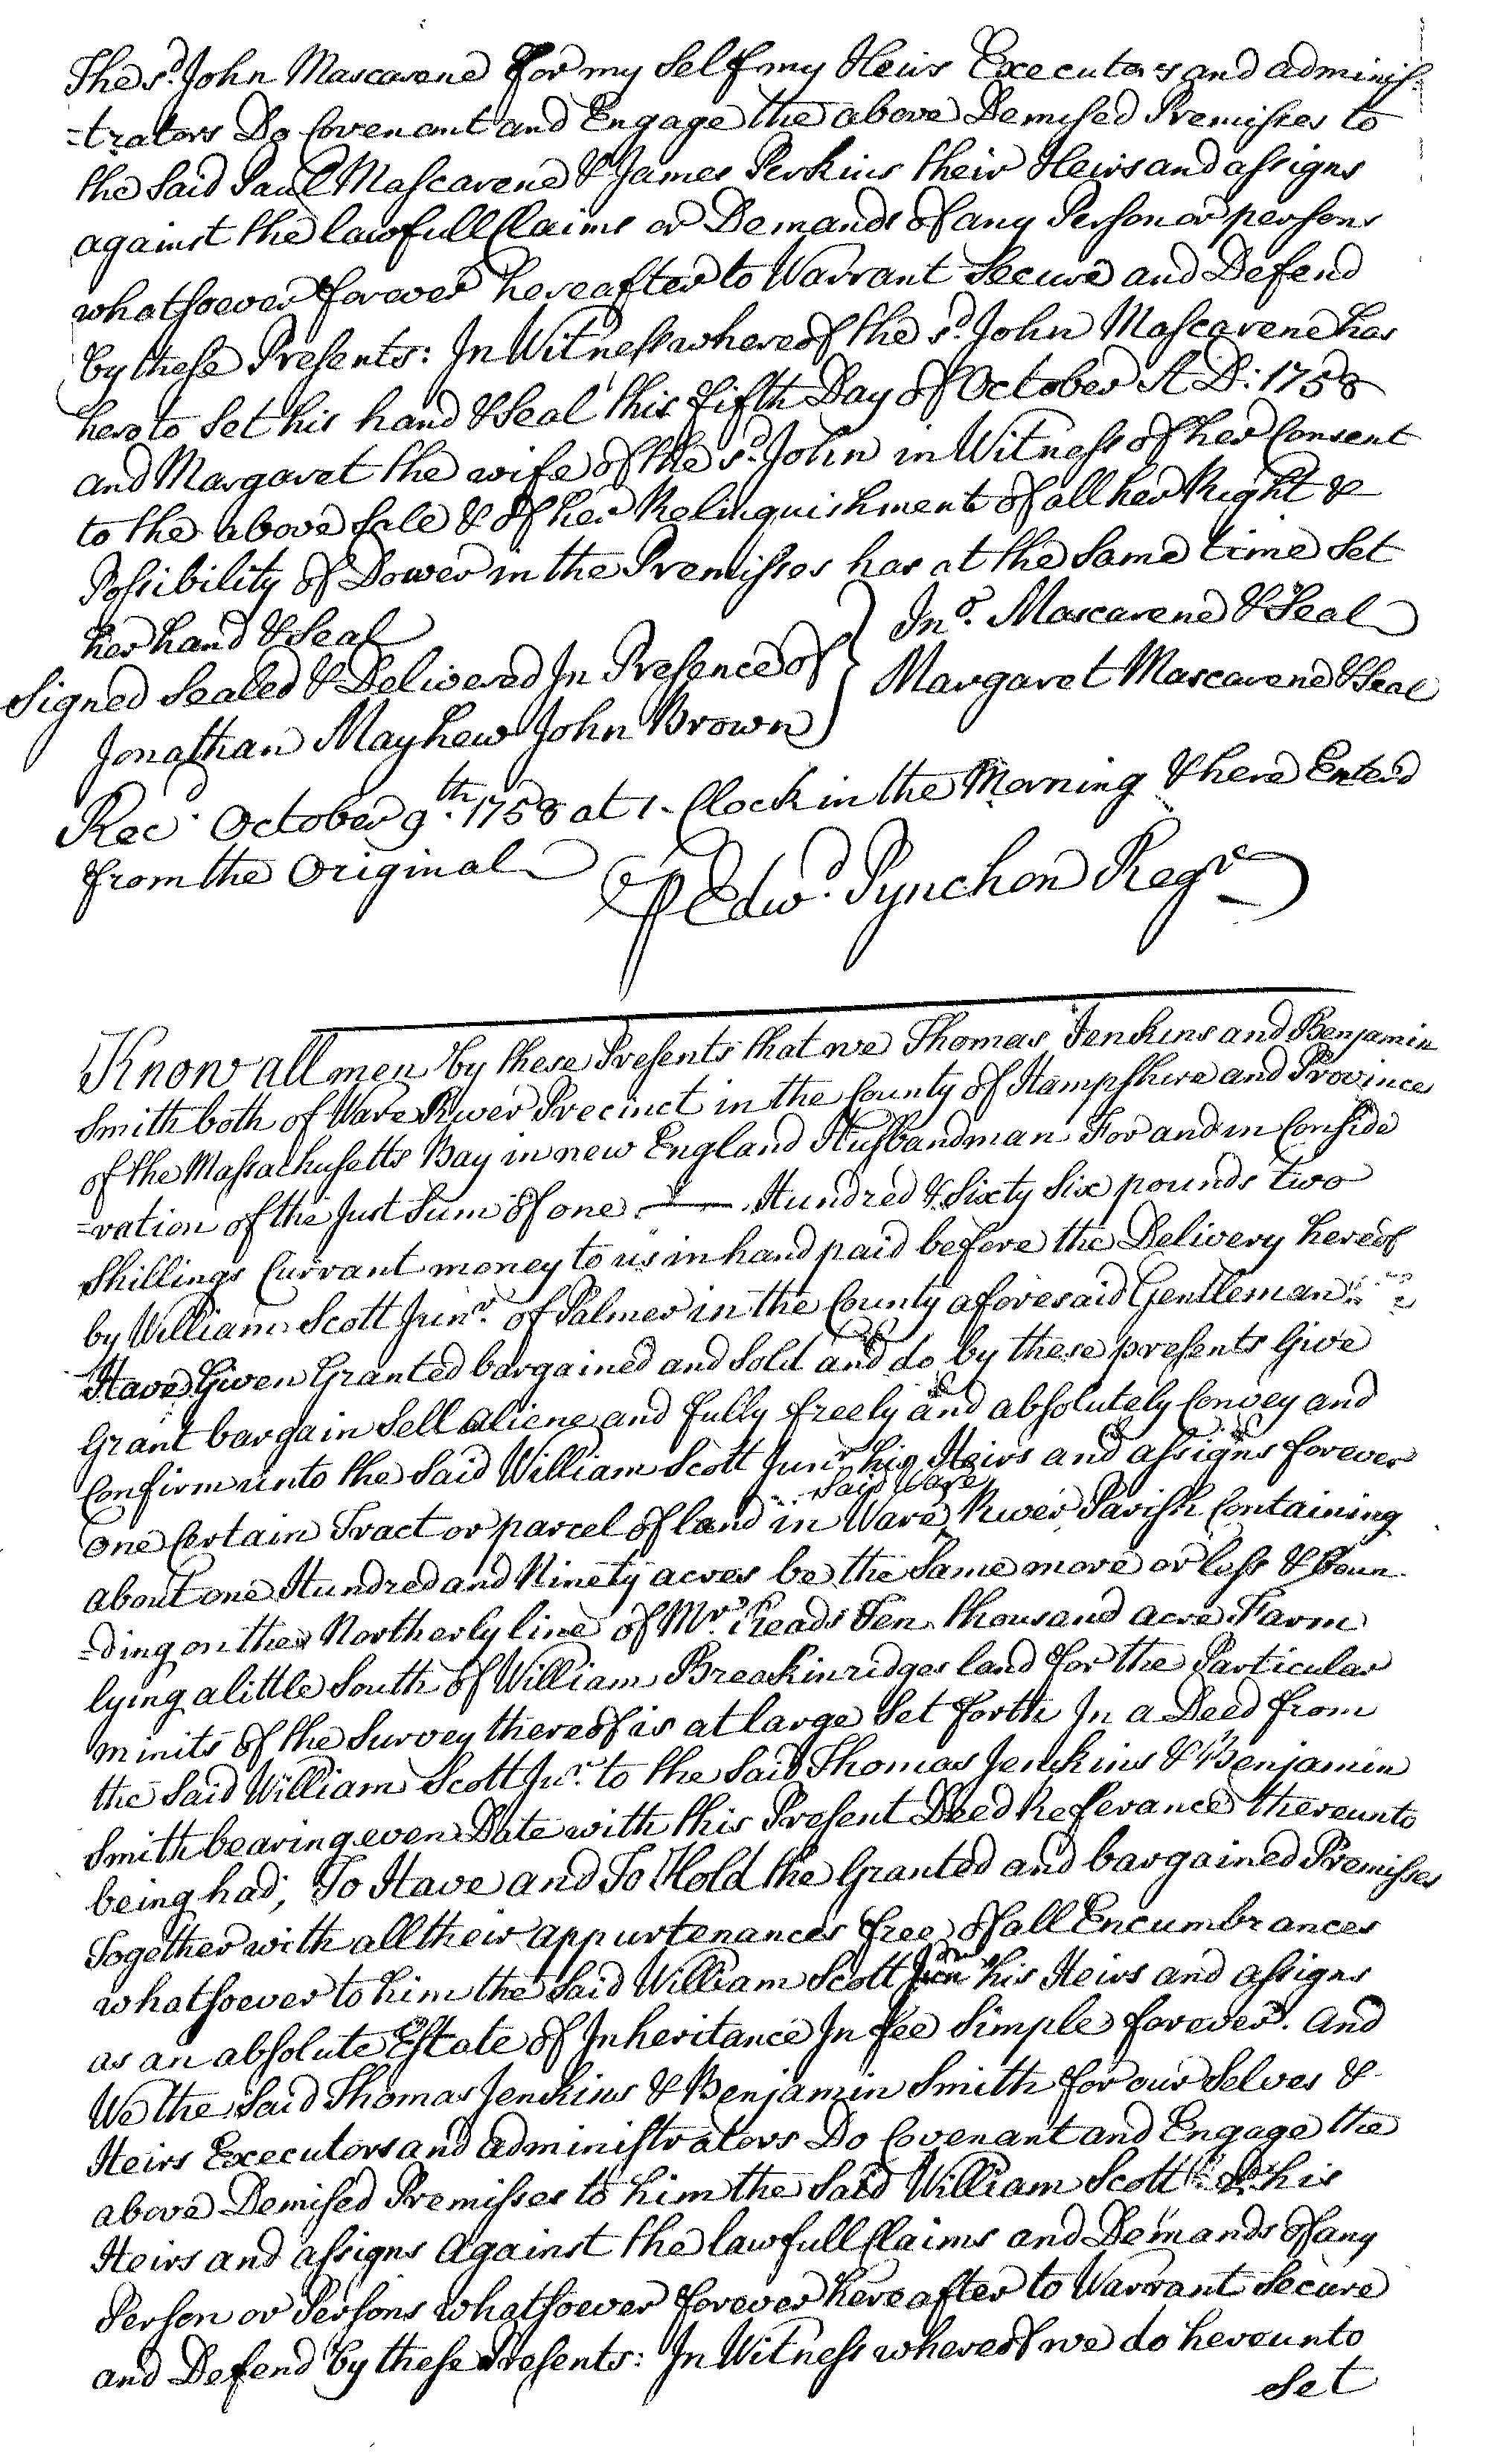 The sd. John Mascarene for my Self my Heirs Executors and adminis-
-trators Do Covenant and Engage the above Demised Premisses to
the Said Paul Mascarene & James Perkins their Heirs and assigns
against the lawfull Claims or Demands of any Person or persons
whatsoever forever hereafter to Warrant Secure and Defend
by these Presents: In Witness whereof the sd. John Mascarene has
hereto Set his hand & Seal this fifth Day of October A D: 1758
and Margaret the wife of the sd. John in Witness of her Consent
to the above Sale & of her Relinquishment of all her Right &
Possibility of Dower in the Premisses has at the Same time Set
her hand & Seal
Jno. Mascarene & Seal
Signed Sealed & Delivered In Presence of
Margaret Mascarene & Seal
Jonathan Mayhew John Brown
Recd. October 9th. 1758 at 1 - Clock in the Morning & here Enterd
from the Original
P Edwd. Pynchon Regr
Know all men by these Presents that we Thomas Jenkins and Benjamin
Smith both of Ware River Precinct in the County of Hampshire and Province
of the Massachusetts Bay in new England Husbandman For and in Conside
-ration of the Just Sum of one —— Hundred & Sixty Six pounds two
Shillings Currant money to us in hand paid before the Delivery hereof
by William Scott Junr. of Palmer in the County aforesaid Gentleman
Have Given Granted bargained and Sold and do by these presents Give
Grant bargain Sell aliene and fully freely and absolutely Convey and
Confirm unto the Said William Scott Junr his Heirs and assigns forever
said Ware
One Certain Tract or parcel of land in Ware River Parish Containing
about one Hundred and Ninety acres be the Same more or less & boun
-ding on the Northerly line of Mr. Reads Ten thousand acre Farm
lying a little South of William Breakinridges land for the Particular
minits of the Survey thereof is at large Set forth In a Deed from
the Said William Scott Jur. to the Said Thomas Jenkins & Benjamin
Smith bearing even Date with this Present Deed Referance thereunto
being had; To Have and To Hold the Granted and bargained Premisses
Together with all their appurtenances free of all Encumbrances
whatsoever to him the Said William Scott Jun his Heirs and assigns
as an absolute Estate of Inheritance In fee Simple forever. And
We the Said Thomas Jenkins & Benjamin Smith for our Selves &
Heirs Executors and administrators Do Covenant and Engage the
above Demised Premisses to him the Said William Scott his
Heirs and assigns Against the lawfull Claims and Demands of any
Person or Persons whatsoever forever hereafter to Warrant Secure
and Defend by these Presents: In Witness whereof we do hereunto
Set